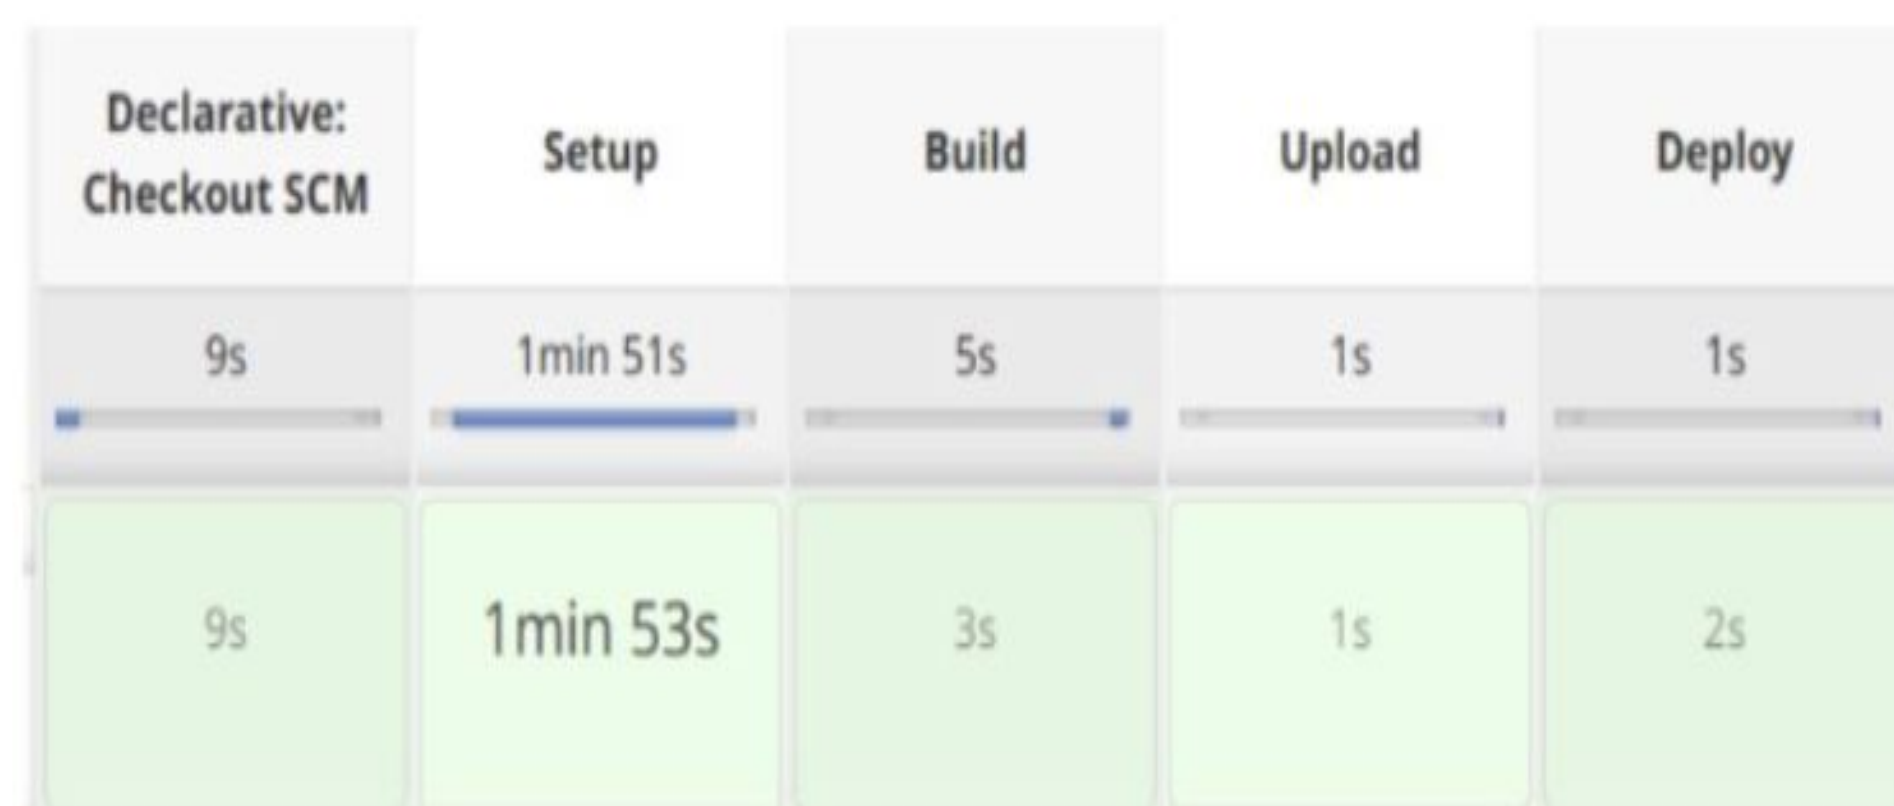 Declarative:
Checkout SCM
Setup
Build
Upload
Deploy
9s
1min 51s
5s
1s
1s
9s
1min 53s
3s
1s
2s